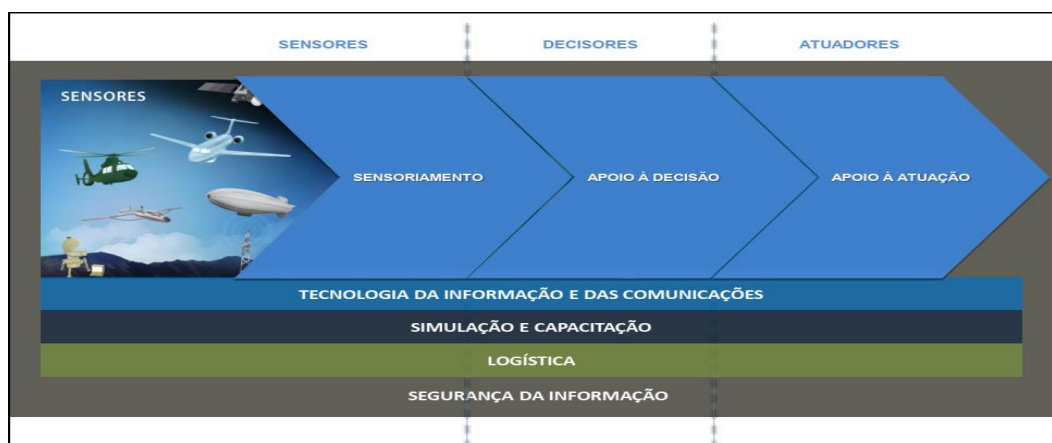 SENSORES
DECISORES
ATUADORES
SENSORES
SENSORIAMENTO
APOIO À DECISÃO
APOIO À ATUAÇÃO
TECNOLOGIA DA INFORMAÇÃO E DAS COMUNICAÇÕES
SIMULAÇÃO E CAPACITAÇÃO
LOGÍSTICA
SEGURANÇA DA INFORMAÇÃO